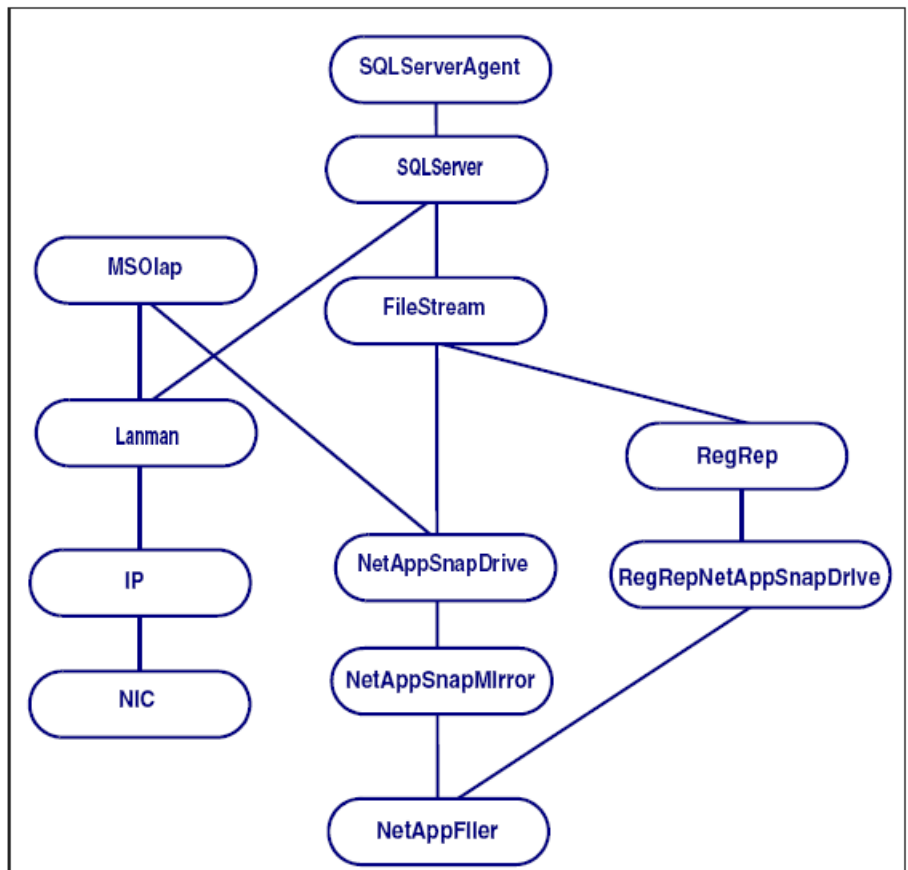 SQLServerAgent
SQLServer
MSOlap
FileStream
Lanman
RegRep
NetAppSnapDrive
RegRepNetAppSnapDrive
IP
NetAppSnapMirror
NIC
NetAppFiler